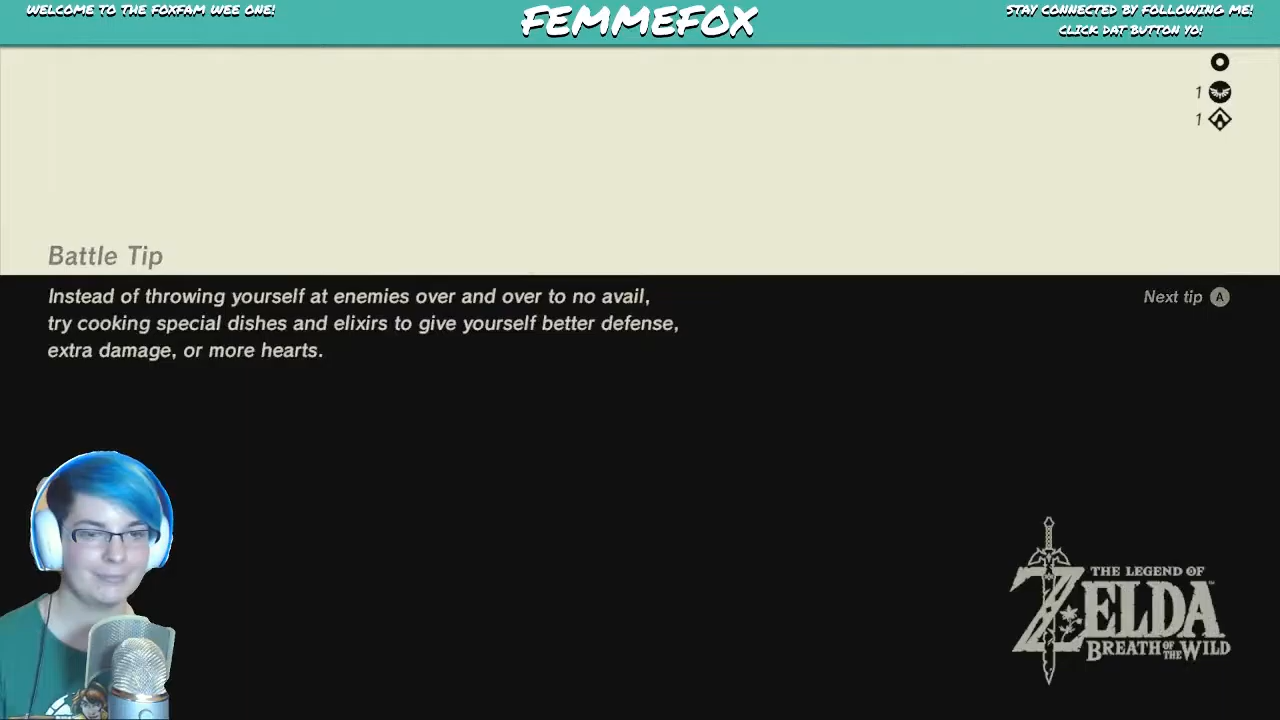 WELCOME TO THE FOXFAM WEE ONE!
FEMMEFOX
STAY CONNECTED BY FOLLOWING ME!
CLICK DAT BUTTON YO!
1
1
Battle Tip
Instead of throwing yourself at enemies over and over to no avail,
try cooking special dishes and elixirs to give yourself better defense,
extra damage, or more hearts.
Next tip A
THE LEGEND OF
ZELDA
BREATH OF THE WILD